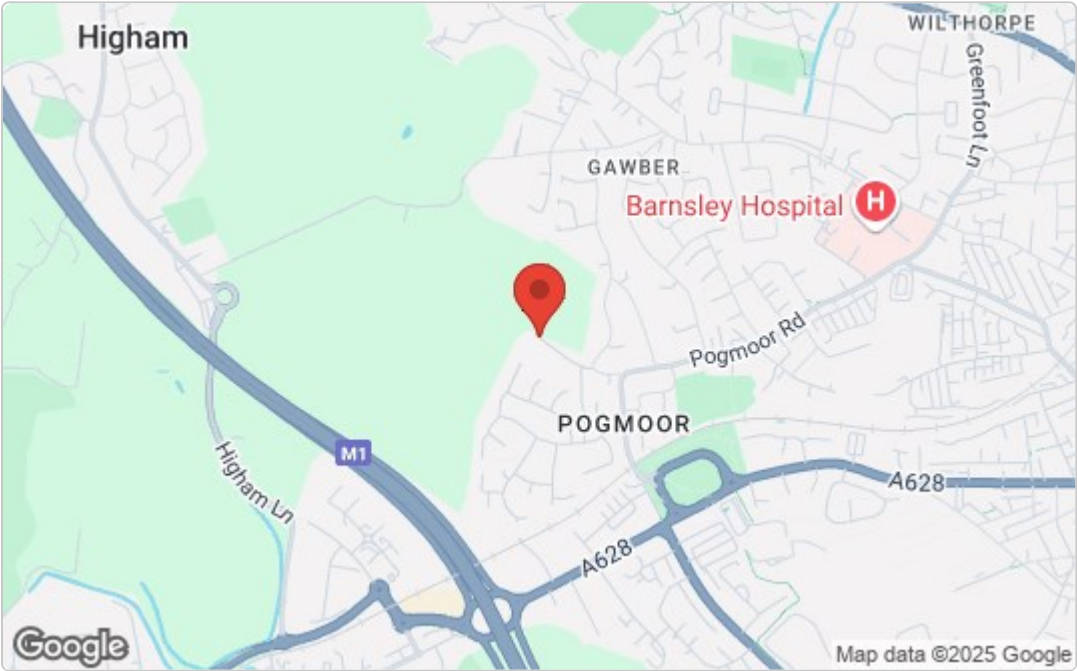 Higham
WILTHORPE
Greenfoot Ln
GAWBER
Barnsley Hospital
H
Pogmoor Rd
POGMOOR
M1
Higham Ln
A628
A628
Google
Map data ©2025 Google